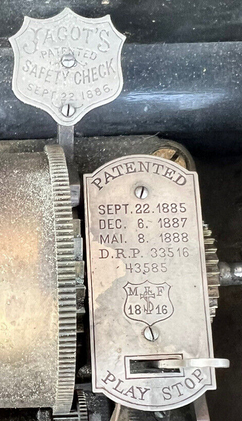 JACOT'S
PATENTED
SAFETY CHECK
SEPT. 22. 1886
PATENTED
SEPT. 22. 1885
DEC. 6. 1887
MAI. 8. 1888
D.R.P. 33516
43585
M F
18 16
PLAY STOP